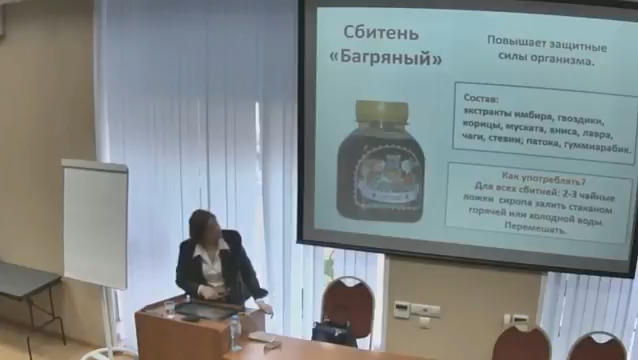 Сбитень
«Багряный»
Повышает защитные
силы организма.
Состав:
экстракты имбиря, гвоздики,
корицы, муската, аниса, лавра,
чаги, стевии; патока, гуммиарабик.
Как употреблять?
Для всех сбитней: 2-3 чайные
ложки сиропа залить стаканом
горячей или холодной воды.
Перемешать.